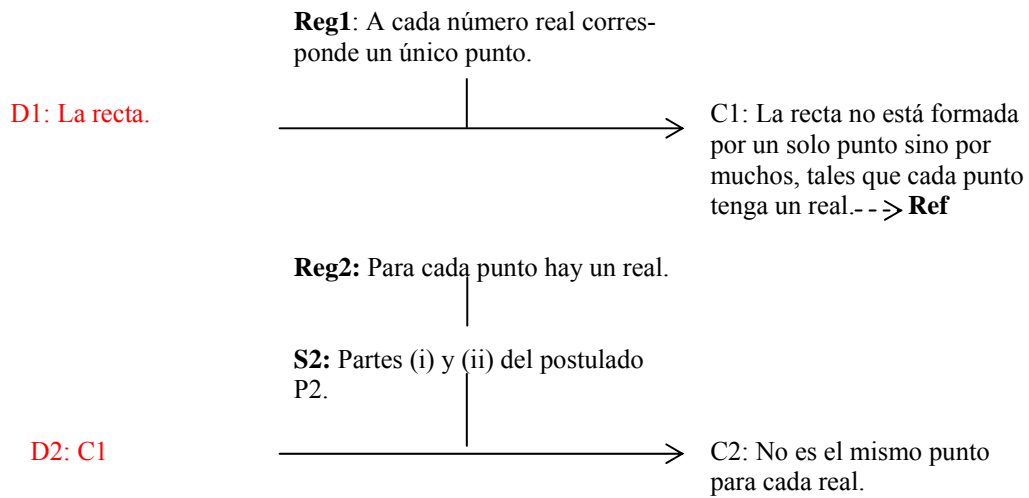 Reg1: A cada número real corres-
ponde un único punto.
D1: La recta.
C1: La recta no está formada
por un solo punto sino por
muchos, tales que cada punto
tenga un real. Ref
Reg2: Para cada punto hay un real.
S2: Partes (i) y (ii) del postulado
P2.
D2: C1
C2: No es el mismo punto
para cada real.